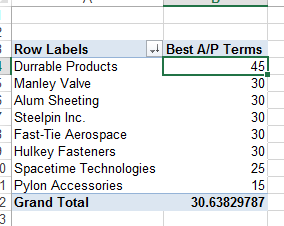 Row Labels Best A/P Terms
Durrable Products 45
Manley Valve 30
Alum Sheeting 30
Steelpin Inc. 30
Fast-Tie Aerospace 30
Hulkey Fasteners 30
Spacetime Technologies 25
Pylon Accessories 15
Grand Total 30.63829787